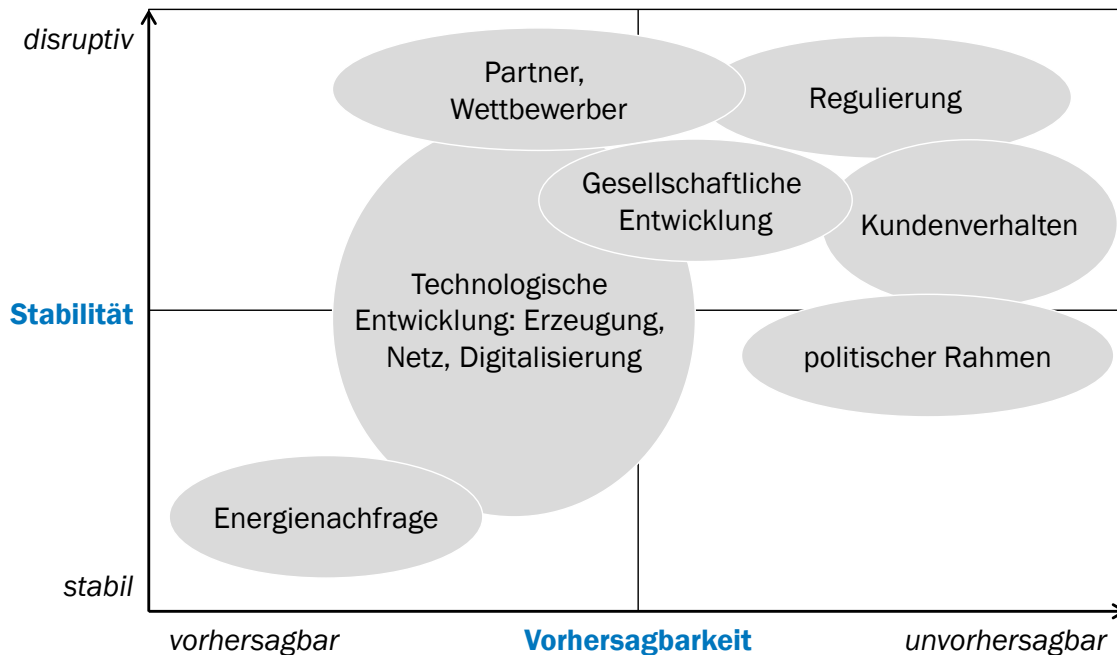 disruptiv
Partner,
Wettbewerber
Regulierung
Gesellschaftliche
Entwicklung
Kundenverhalten
Technologische
Entwicklung: Erzeugung,
Netz, Digitalisierung
Stabilität
politischer Rahmen
Energienachfrage
stabil
vorhersagbar
Vorhersagbarkeit
unvorhersagbar